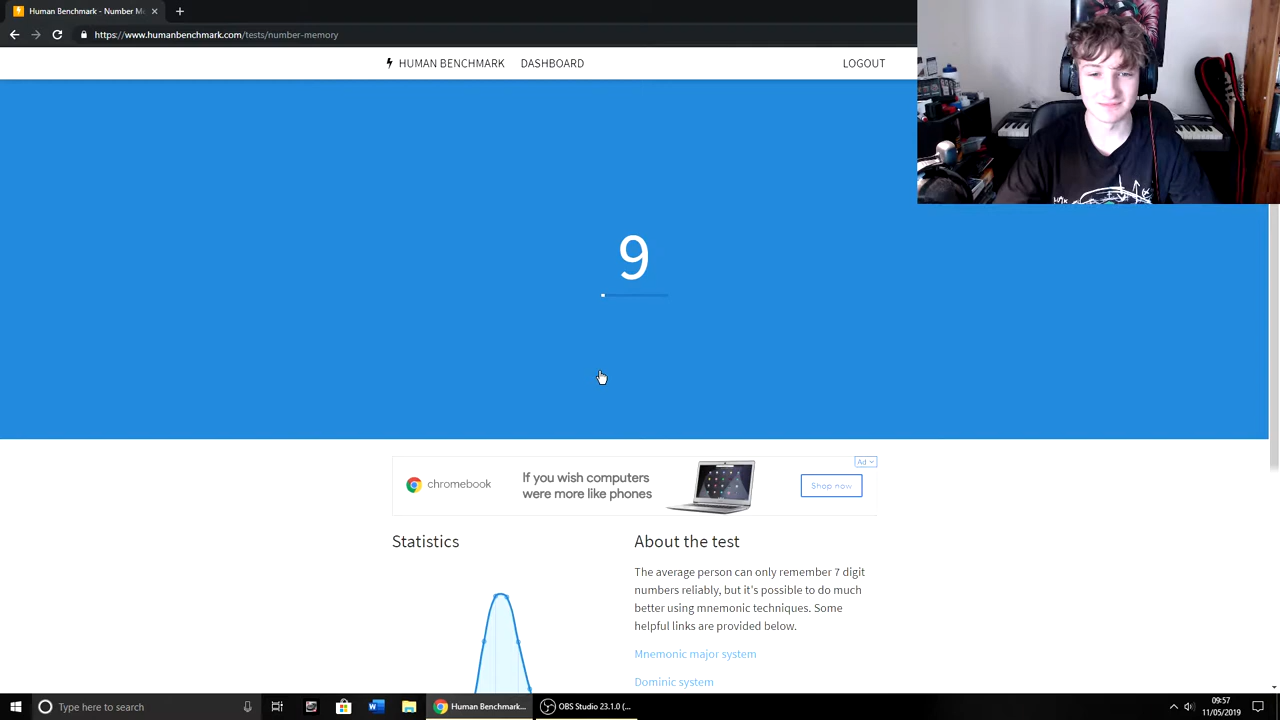 Human Benchmark - Number Me
https://www.humanbenchmark.com/tests/number-memory
HUMAN BENCHMARK
DASHBOARD
LOGOUT
9
chromebook
If you wish computers
were more like phones
Ad
Shop now
Statistics
About the test
The average person can only remember 7 digit
numbers reliably, but it's possible to do much
better using mnemonic techniques. Some
helpful links are provided below.
Mnemonic major system
Dominic system
Type here to search
Human Benchmark...
OBS Studio 23.1.0 (...
09:57
11/05/2019